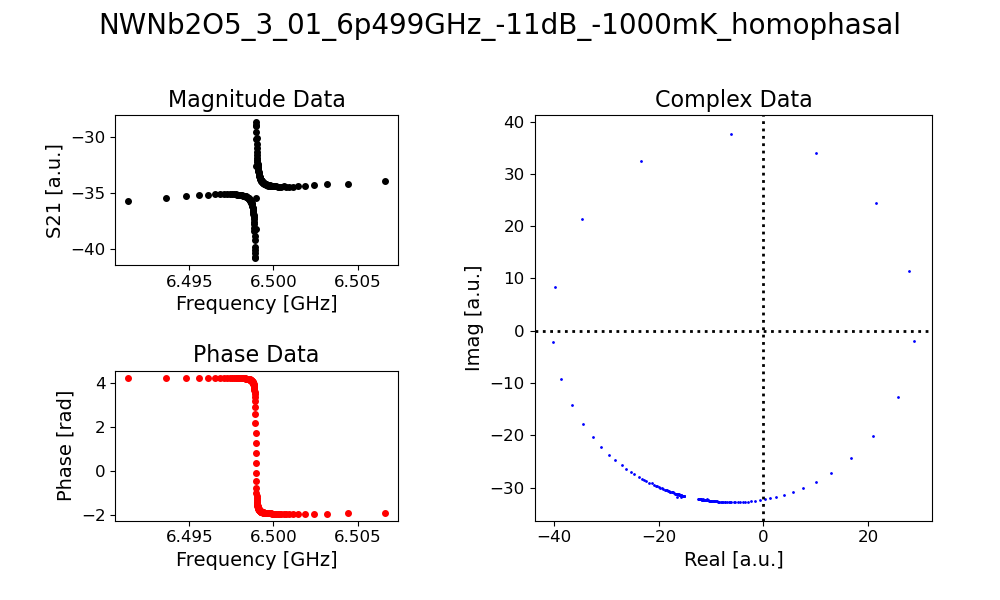 NWNb2O5_3_01_6p499GHz_-11dB_-1000mK_homophasal
Magnitude Data
S21 [a.u.]
−30
−35
−40
6.495 6.500 6.505
Frequency [GHz]
Phase Data
Phase [rad]
4
2
0
−2
6.495 6.500 6.505
Frequency [GHz]
Complex Data
Imag [a.u.]
40
30
20
10
0
−10
−20
−30
−40 −20 0 20
Real [a.u.]